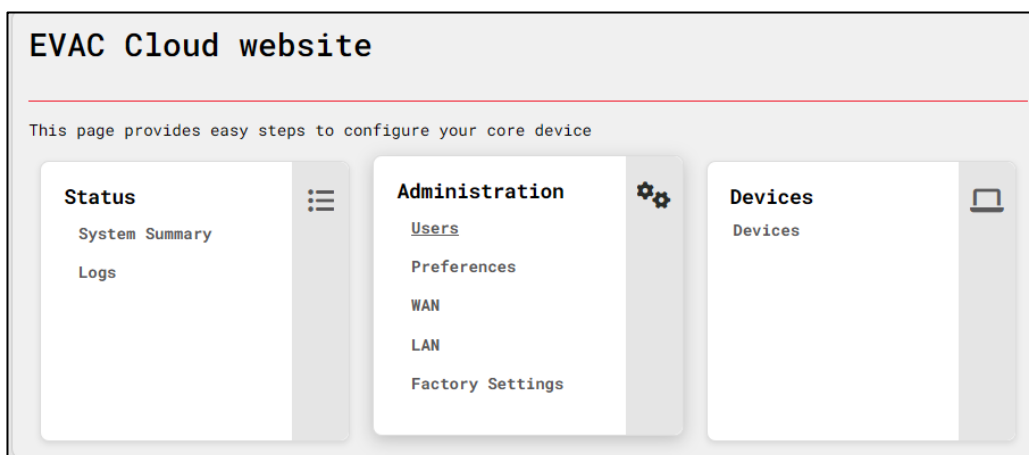 EVAC Cloud website
This page provides easy steps to configure your core device
Status
System Summary
Logs
Administration
Users
Preferences
WAN
LAN
Factory Settings
Devices
Devices